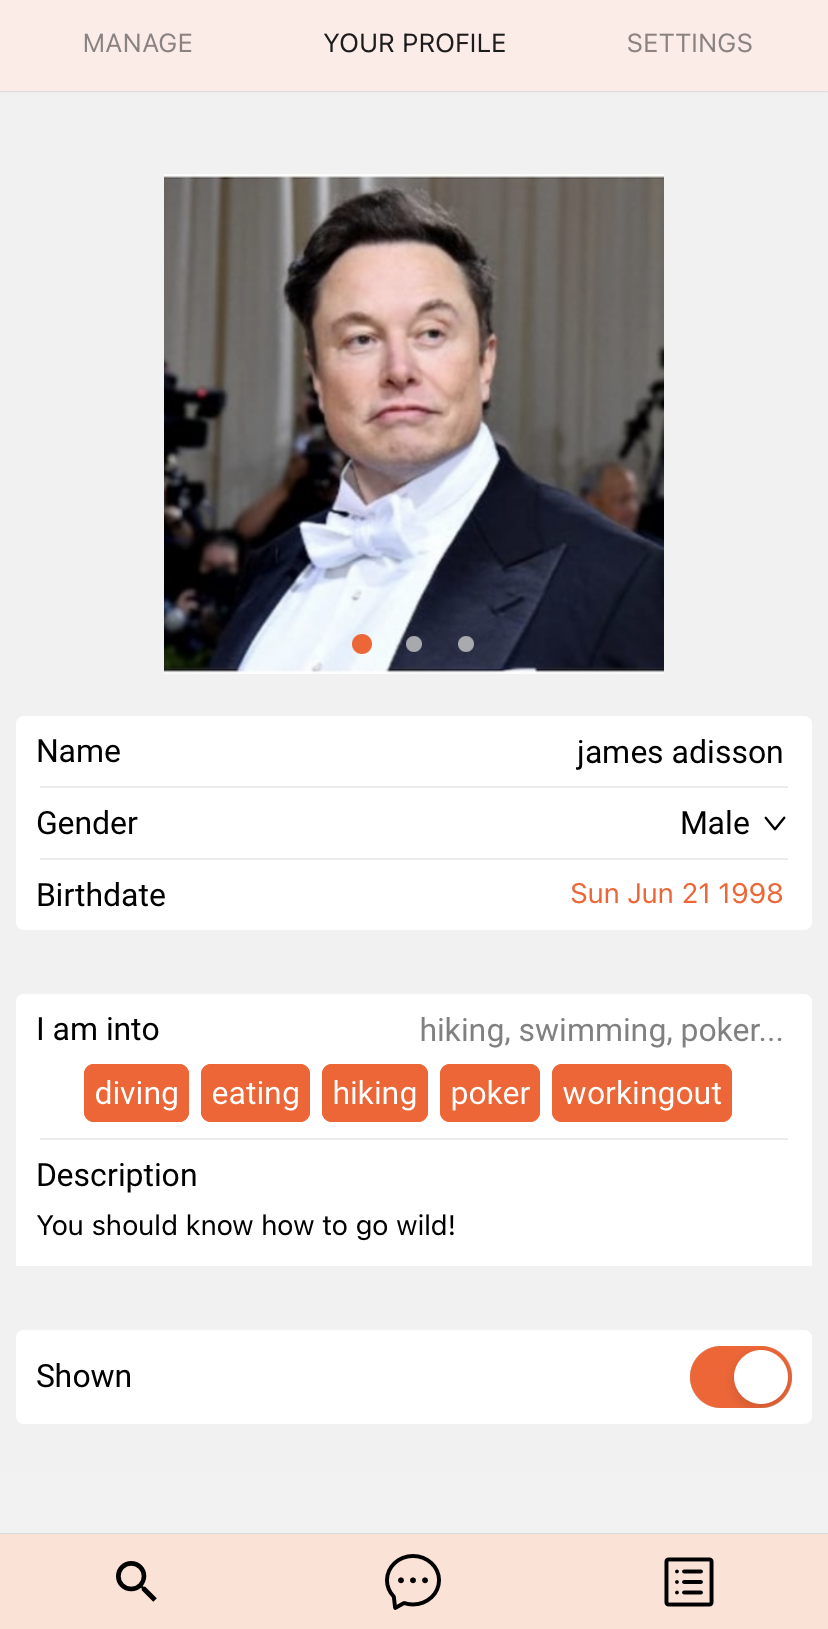 MANAGE YOUR PROFILE SETTINGS
Name james adisson
Gender Male
Birthdate Sun Jun 21 1998
I am into hiking, swimming, poker...
diving eating hiking poker workingout
Description
You should know how to go wild!
Shown